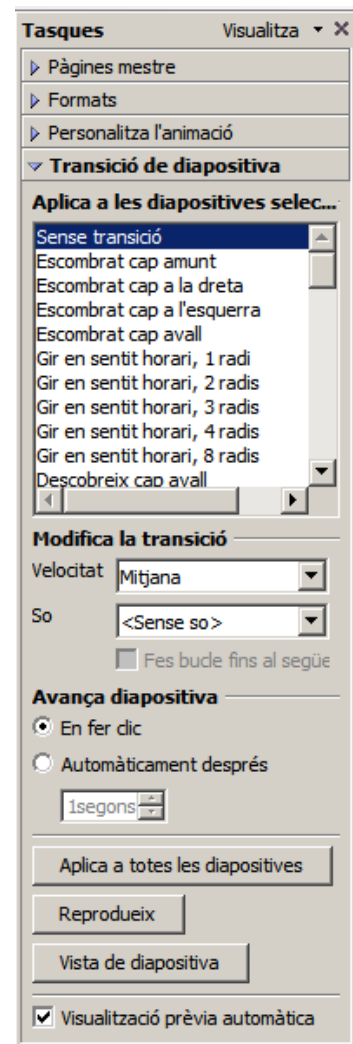 Tasques Visualitza
Pàgines mestre
Formats
Personalitza l'animació
Transició de diapositiva
Aplica a les diapositives selec...
Sense transició
Escombrat cap amunt
Escombrat cap a la dreta
Escombrat cap a l'esquerra
Escombrat cap avall
Gir en sentit horari, 1 radi
Gir en sentit horari, 2 radis
Gir en sentit horari, 3 radis
Gir en sentit horari, 4 radis
Gir en sentit horari, 8 radis
Descobreix cap avall
Modifica la transició
Velocitat Mitjana
So <Sense so>
Fes bucle fins al següe
Avança diapositiva
En fer clic
Automàticament després
1segons
Aplica a totes les diapositives
Reprodueix
Vista de diapositiva
Visualització prèvia automàtica